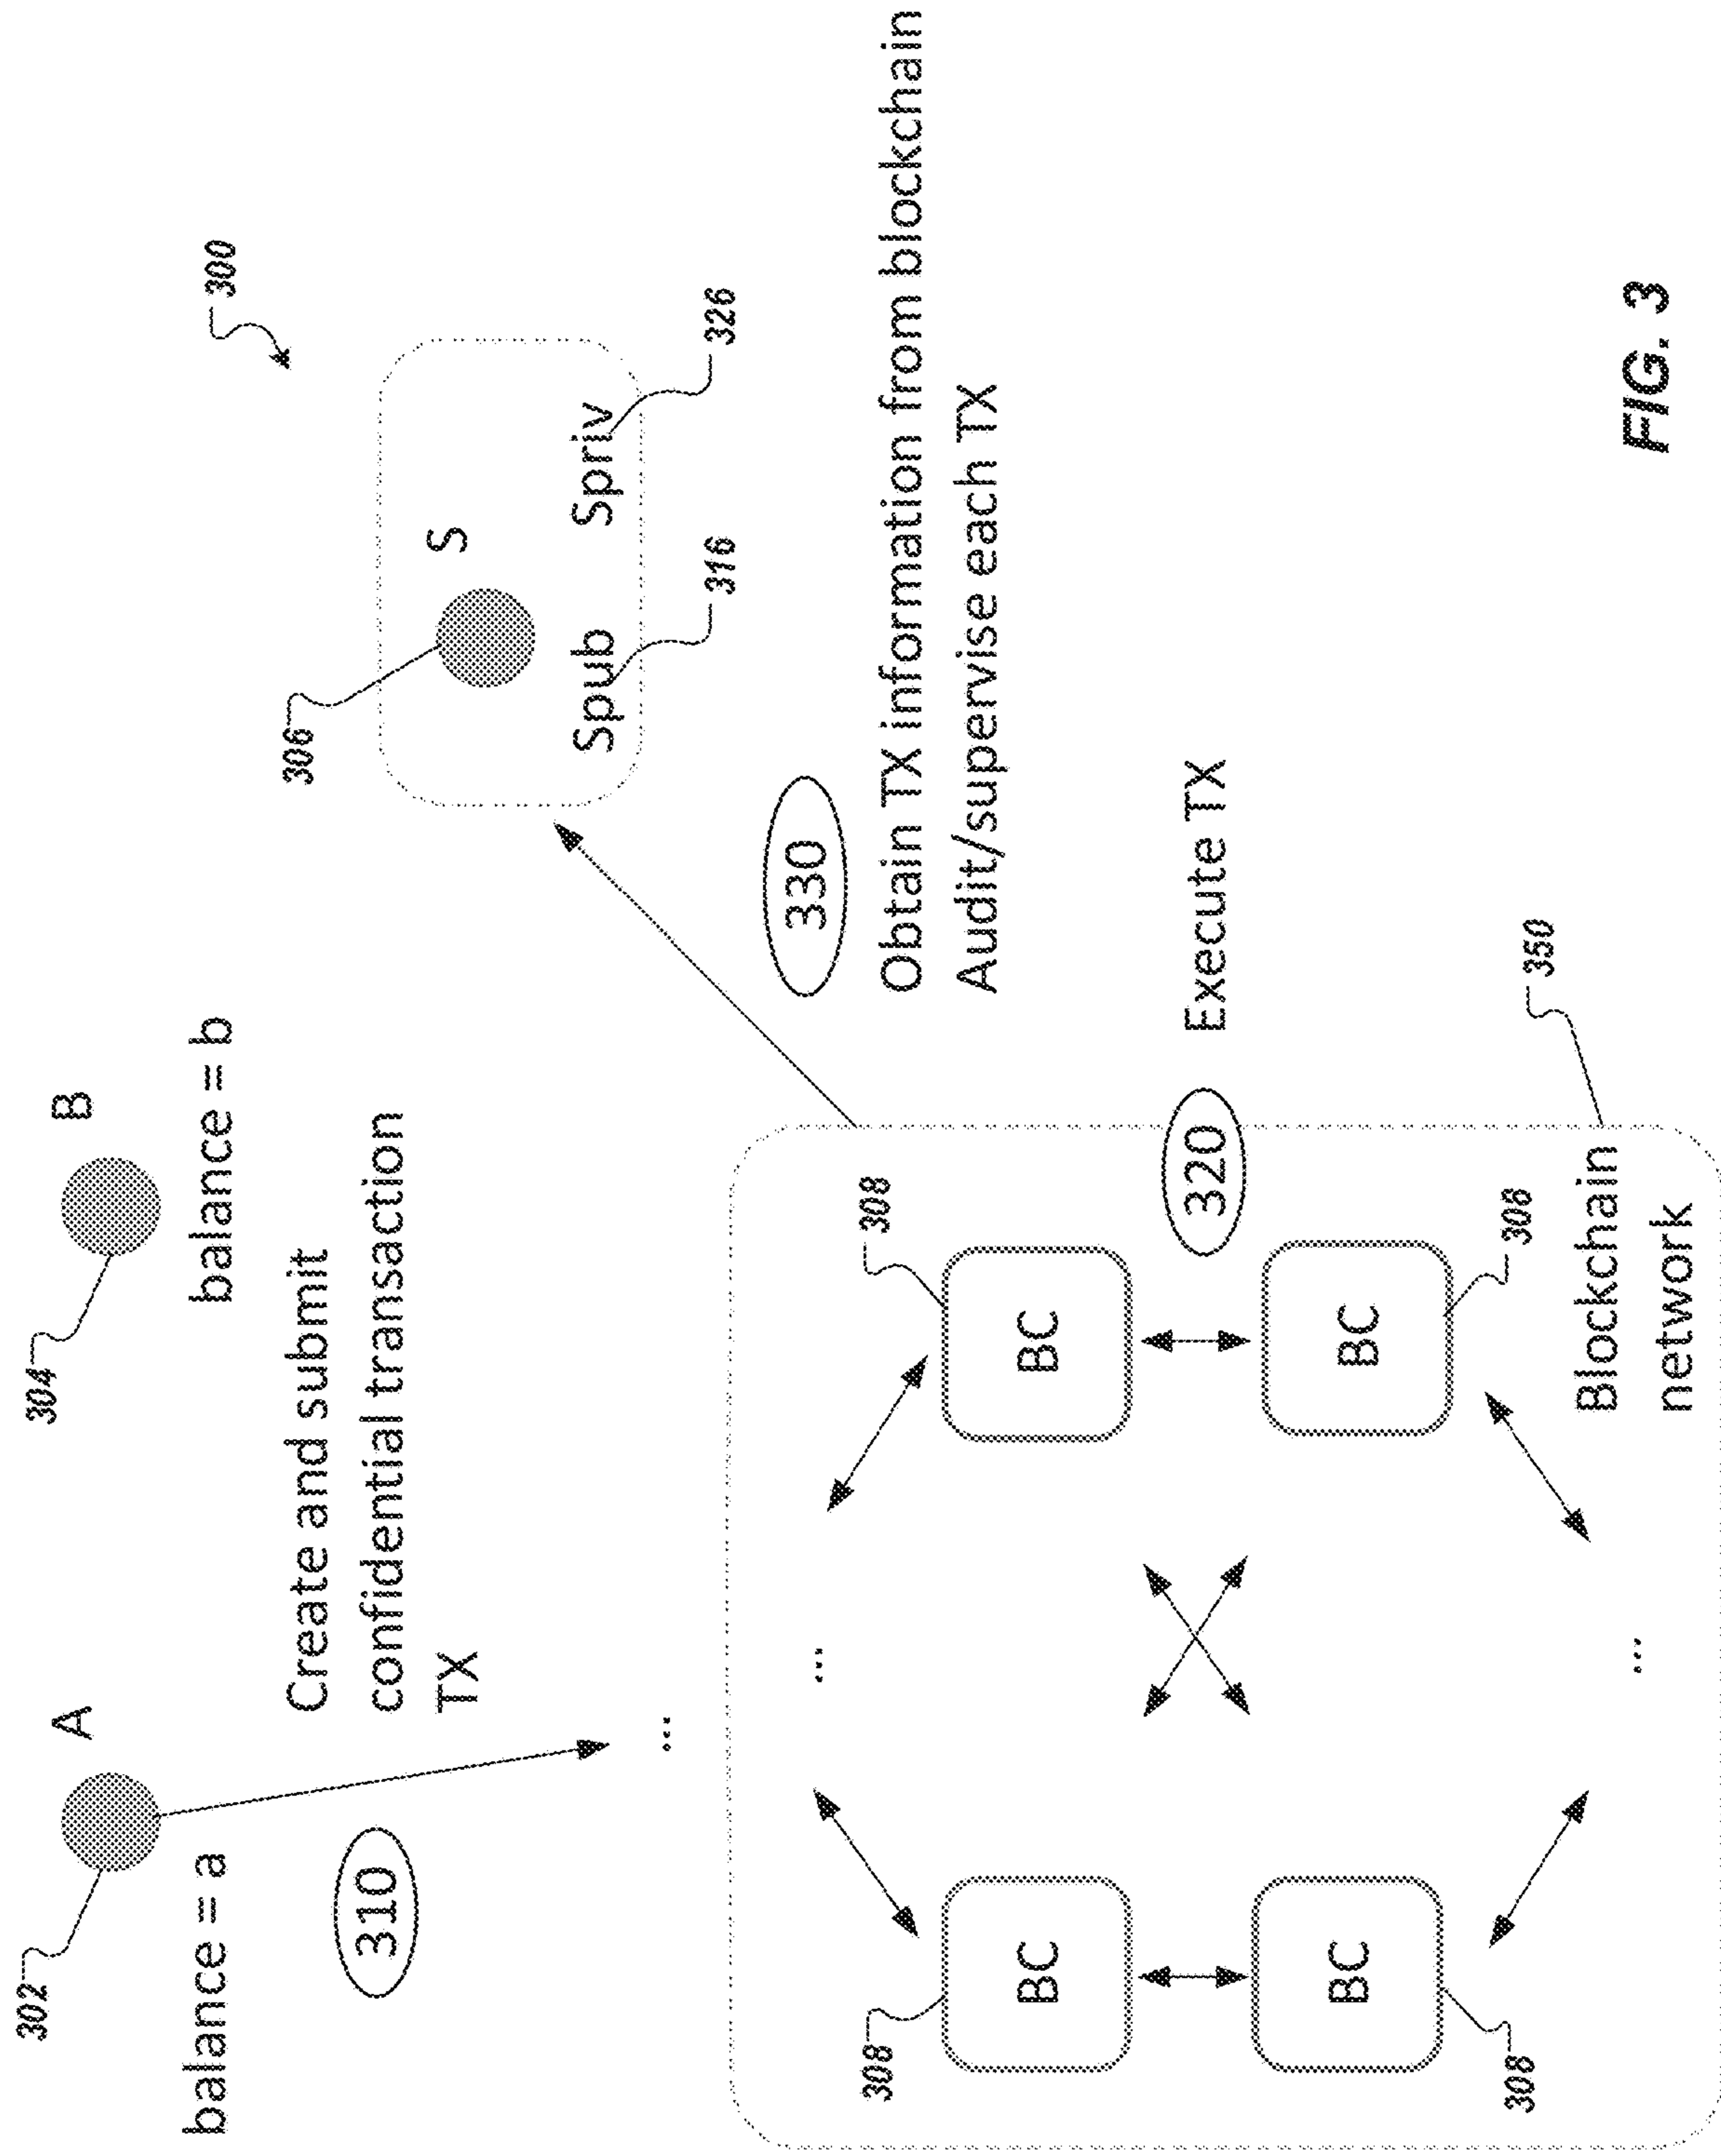 300
302
A
balance = a
304
B
balance = b
306
S
Spub
Spriv
316
326
310
Create and submit
confidential transaction
TX
...
330
Obtain TX information from blockchain
Audit/supervise each TX
308
BC
...
308
BC
320
Execute TX
BC
308
...
BC
308
Blockchain
network
350
FIG. 3